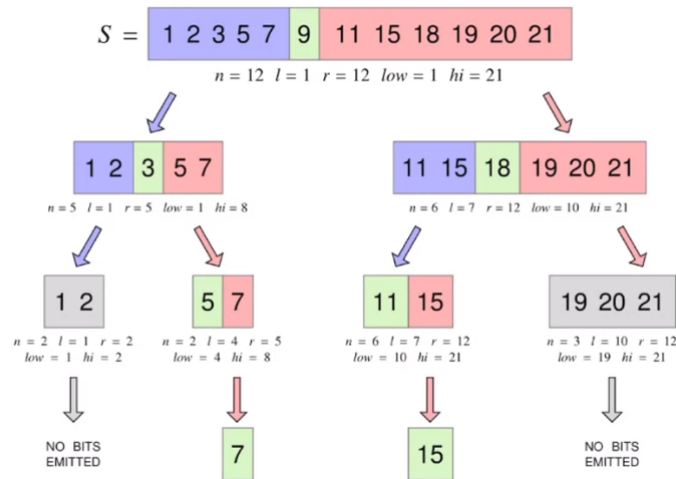 S = 1 2 3 5 7 9 11 15 18 19 20 21
n = 12 l = 1 r = 12 low = 1 hi = 21
1 2 3 5 7
11 15 18 19 20 21
n = 5 l = 1 r = 5 low = 1 hi = 8
n = 6 l = 7 r = 12 low = 10 hi = 21
1 2
5 7
11 15
19 20 21
n = 2 l = 1 r = 2
low = 1 hi = 2
n = 2 l = 4 r = 5
low = 4 hi = 8
n = 6 l = 7 r = 12
low = 10 hi = 21
n = 3 l = 10 r = 12
low = 19 hi = 21
NO BITS
EMITTED
7
15
NO BITS
EMITTED